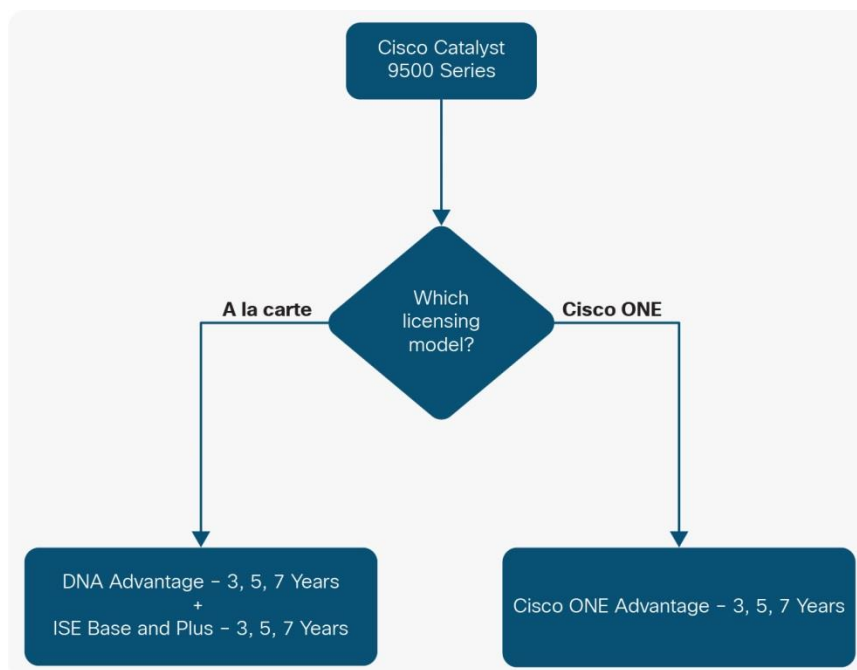 Cisco Catalyst
9500 Series
Which
licensing
model?
A la carte
Cisco ONE
DNA Advantage – 3, 5, 7 Years
+
ISE Base and Plus – 3, 5, 7 Years
Cisco ONE Advantage – 3, 5, 7 Years